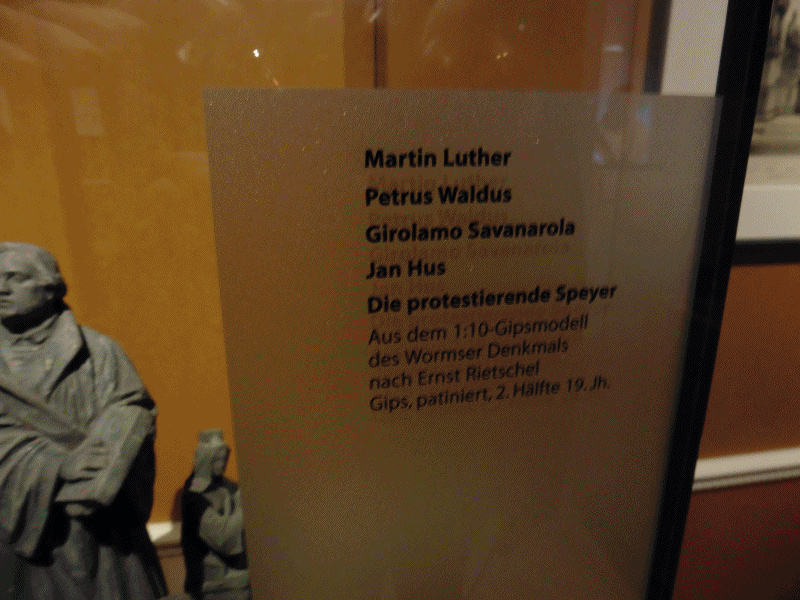 Martin Luther
Petrus Waldus
Girolamo Savanarola
Jan Hus
Die protestierende Speyer
Aus dem 1:10-Gipsmodell
des Wormser Denkmals
nach Ernst Rietschel
Gips, patiniert, 2. Hälfte 19. Jh.